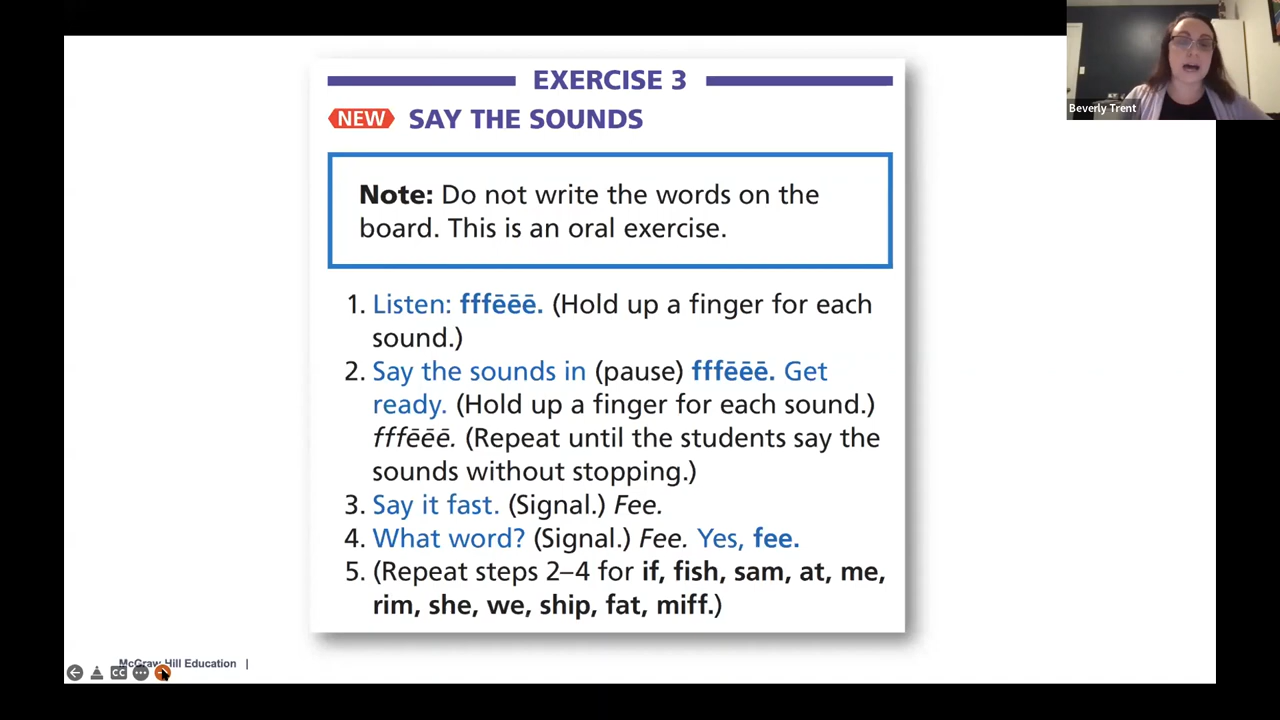 Beverly Trent
EXERCISE 3
NEW SAY THE SOUNDS
Note: Do not write the words on the
board. This is an oral exercise.
1. Listen: fffēēē. (Hold up a finger for each
sound.)
2. Say the sounds in (pause) fffēēē. Get
ready. (Hold up a finger for each sound.)
fffēēē. (Repeat until the students say the
sounds without stopping.)
3. Say it fast. (Signal.) Fee.
4. What word? (Signal.) Fee. Yes, fee.
5. (Repeat steps 2–4 for if, fish, sam, at, me,
rim, she, we, ship, fat, miff.)
McGraw Hill Education |
CC